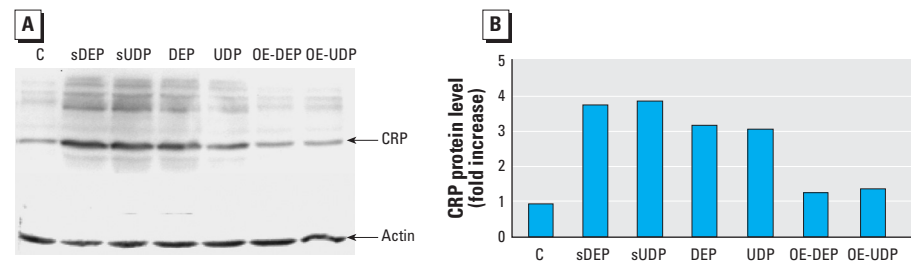 A
C sDEP sUDP DEP UDP OE-DEP OE-UDP
CRP
Actin
B
CRP protein level
(fold increase)
5
4
3
2
1
0
C sDEP sUDP DEP UDP OE-DEP OE-UDP